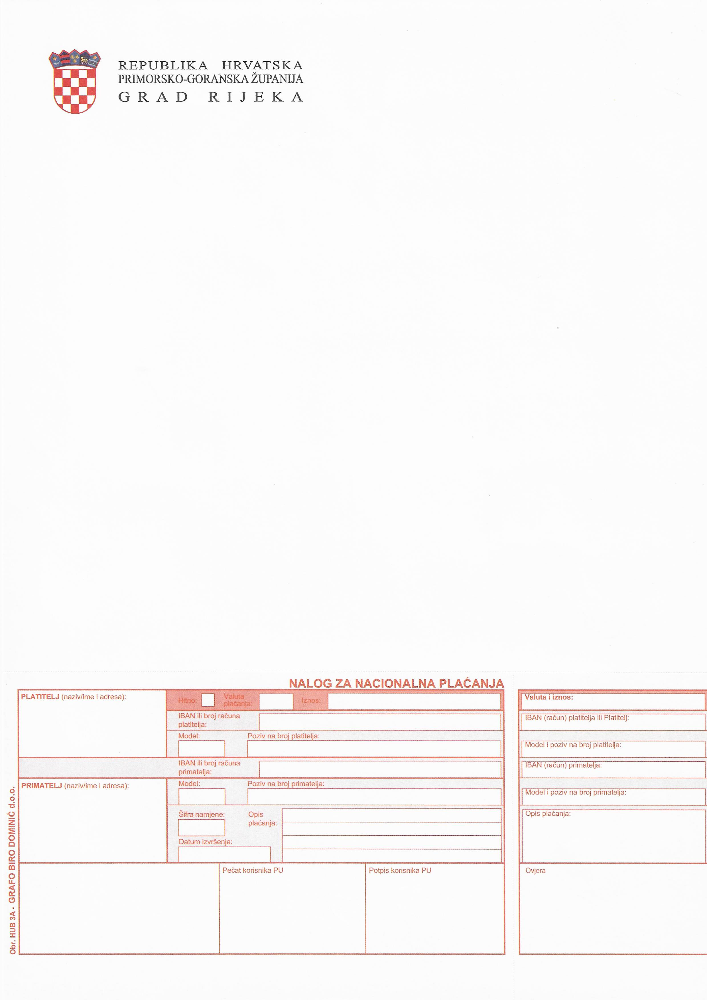 REPUBLIKA HRVATSKA
PRIMORSKO-GORANSKA ŽUPANIJA
GRAD RIJEKA
NALOG ZA NACIONALNA PLAĆANJA
PLATITELJ (naziv/ime i adresa):
Hitno:
Valuta
plaćanja:
Iznos:
IBAN ili broj računa
platitelja:
Model:
Poziv na broj platitelja:
IBAN ili broj računa
primatelja:
PRIMATELJ (naziv/ime i adresa):
Model:
Poziv na broj primatelja:
Šifra namjene:
Opis
plaćanja:
Datum izvršenja:
Pečat korisnika PU
Potpis korisnika PU
Valuta i iznos:
IBAN (račun) platitelja ili Platitelj:
Model i poziv na broj platitelja:
IBAN (račun) primatelja:
Model i poziv na broj primatelja:
Opis plaćanja:
Ovjera
Obr. HUB 3A - GRAFO BIRO DOMINIĆ d.o.o.